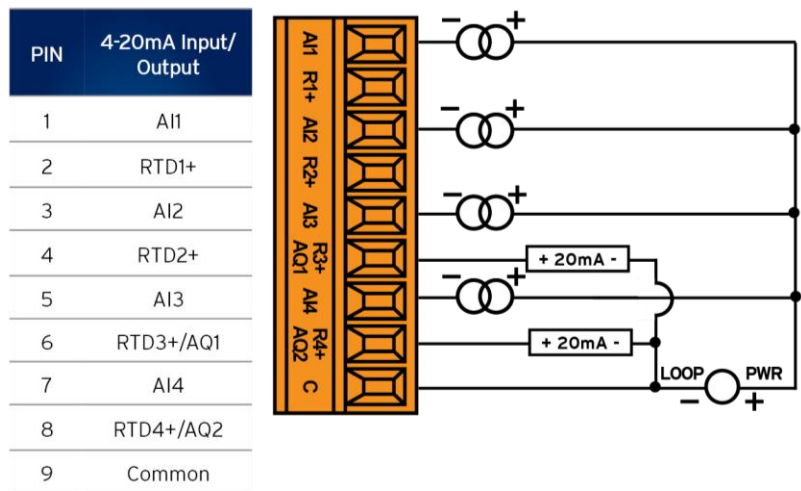 PIN 4-20mA Input/
Output
1 AI1
2 RTD1+
3 AI2
4 RTD2+
5 AI3
6 RTD3+/AQ1
7 AI4
8 RTD4+/AQ2
9 Common
AI1
R1+
AI2
R2+
AI3
R3+
AQ1
AI4
R4+
AQ2
C
- +
- +
- +
+ 20mA -
- +
+ 20mA -
LOOP PWR
- +